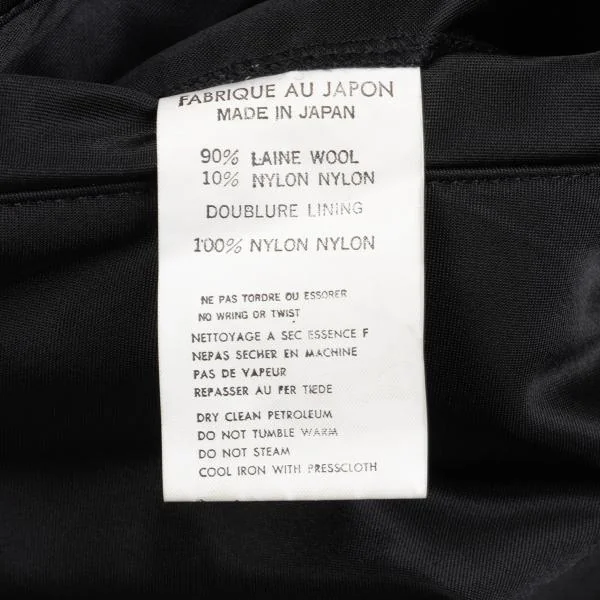 FABRIQUE AU JAPON
MADE IN JAPAN
90% LAINE WOOL
10% NYLON NYLON
DOUBLURE LINING
100% NYLON NYLON
NE PAS TORDRE OU ESSORER
NO WRING OR TWIST
NETTOYAGE A SEC ESSENCE F
NEPAS SECHER EN MACHINE
PAS DE VAPEUR
REPASSER AU FER TIEDE
DRY CLEAN PETROLEUM
DO NOT TUMBLE WARM
DO NOT STEAM
COOL IRON WITH PRESSCLOTH